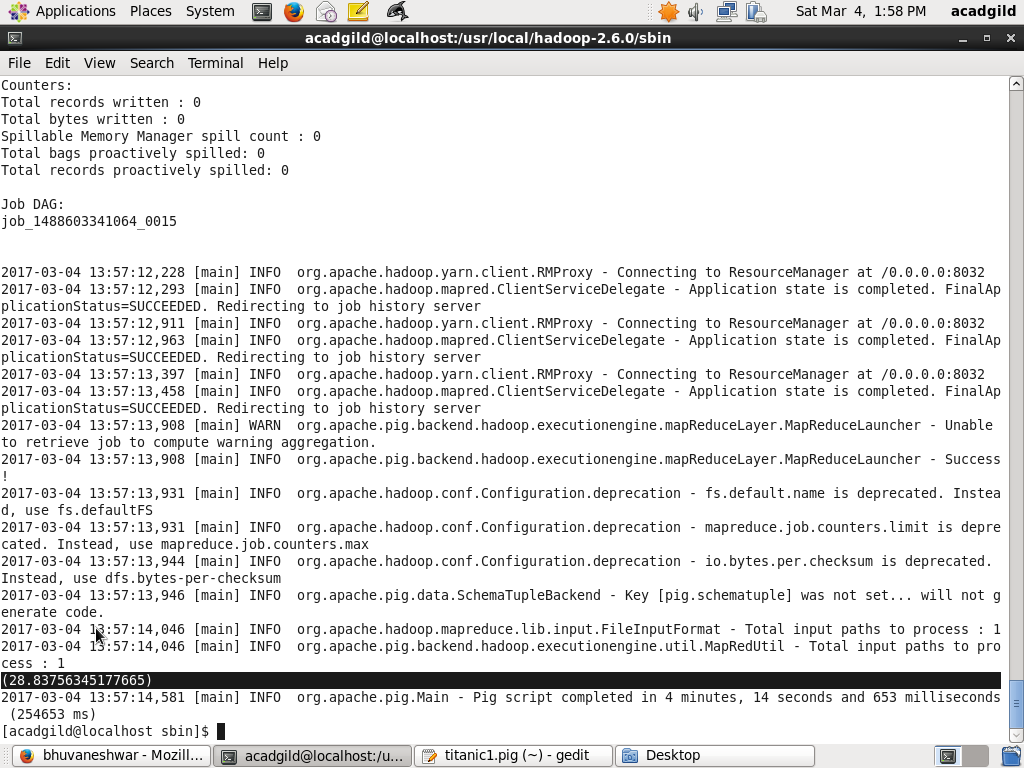 Applications Places System Sat Mar 4, 1:58 PM acadgild
acadgild@localhost:/usr/local/hadoop-2.6.0/sbin
File Edit View Search Terminal Help
Counters:
Total records written : 0
Total bytes written : 0
Spillable Memory Manager spill count : 0
Total bags proactively spilled: 0
Total records proactively spilled: 0
Job DAG:
job_1488603341064_0015
2017-03-04 13:57:12,228 [main] INFO  org.apache.hadoop.yarn.client.RMProxy - Connecting to ResourceManager at /0.0.0.0:8032
2017-03-04 13:57:12,293 [main] INFO  org.apache.hadoop.mapred.ClientServiceDelegate - Application state is completed. FinalAp
plicationStatus=SUCCEEDED. Redirecting to job history server
2017-03-04 13:57:12,911 [main] INFO  org.apache.hadoop.yarn.client.RMProxy - Connecting to ResourceManager at /0.0.0.0:8032
2017-03-04 13:57:12,963 [main] INFO  org.apache.hadoop.mapred.ClientServiceDelegate - Application state is completed. FinalAp
plicationStatus=SUCCEEDED. Redirecting to job history server
2017-03-04 13:57:13,397 [main] INFO  org.apache.hadoop.yarn.client.RMProxy - Connecting to ResourceManager at /0.0.0.0:8032
2017-03-04 13:57:13,458 [main] INFO  org.apache.hadoop.mapred.ClientServiceDelegate - Application state is completed. FinalAp
plicationStatus=SUCCEEDED. Redirecting to job history server
2017-03-04 13:57:13,908 [main] WARN  org.apache.pig.backend.hadoop.executionengine.mapReduceLayer.MapReduceLauncher - Unable
to retrieve job to compute warning aggregation.
2017-03-04 13:57:13,908 [main] INFO  org.apache.pig.backend.hadoop.executionengine.mapReduceLayer.MapReduceLauncher - Success
!
2017-03-04 13:57:13,931 [main] INFO  org.apache.hadoop.conf.Configuration.deprecation - fs.default.name is deprecated. Instea
d, use fs.defaultFS
2017-03-04 13:57:13,931 [main] INFO  org.apache.hadoop.conf.Configuration.deprecation - mapreduce.job.counters.limit is depre
cated. Instead, use mapreduce.job.counters.max
2017-03-04 13:57:13,944 [main] INFO  org.apache.hadoop.conf.Configuration.deprecation - io.bytes.per.checksum is deprecated.
Instead, use dfs.bytes-per-checksum
2017-03-04 13:57:13,946 [main] INFO  org.apache.pig.data.SchemaTupleBackend - Key [pig.schematuple] was not set... will not g
enerate code.
2017-03-04 13:57:14,046 [main] INFO  org.apache.hadoop.mapreduce.lib.input.FileInputFormat - Total input paths to process : 1
2017-03-04 13:57:14,046 [main] INFO  org.apache.pig.backend.hadoop.executionengine.util.MapRedUtil - Total input paths to pro
cess : 1
(28.83756345177665)
2017-03-04 13:57:14,581 [main] INFO  org.apache.pig.Main - Pig script completed in 4 minutes, 14 seconds and 653 milliseconds
(254653 ms)
[acadgild@localhost sbin]$
bhuvaneshwar - Mozill... acadgild@localhost:/u... titanic1.pig (~) - gedit Desktop